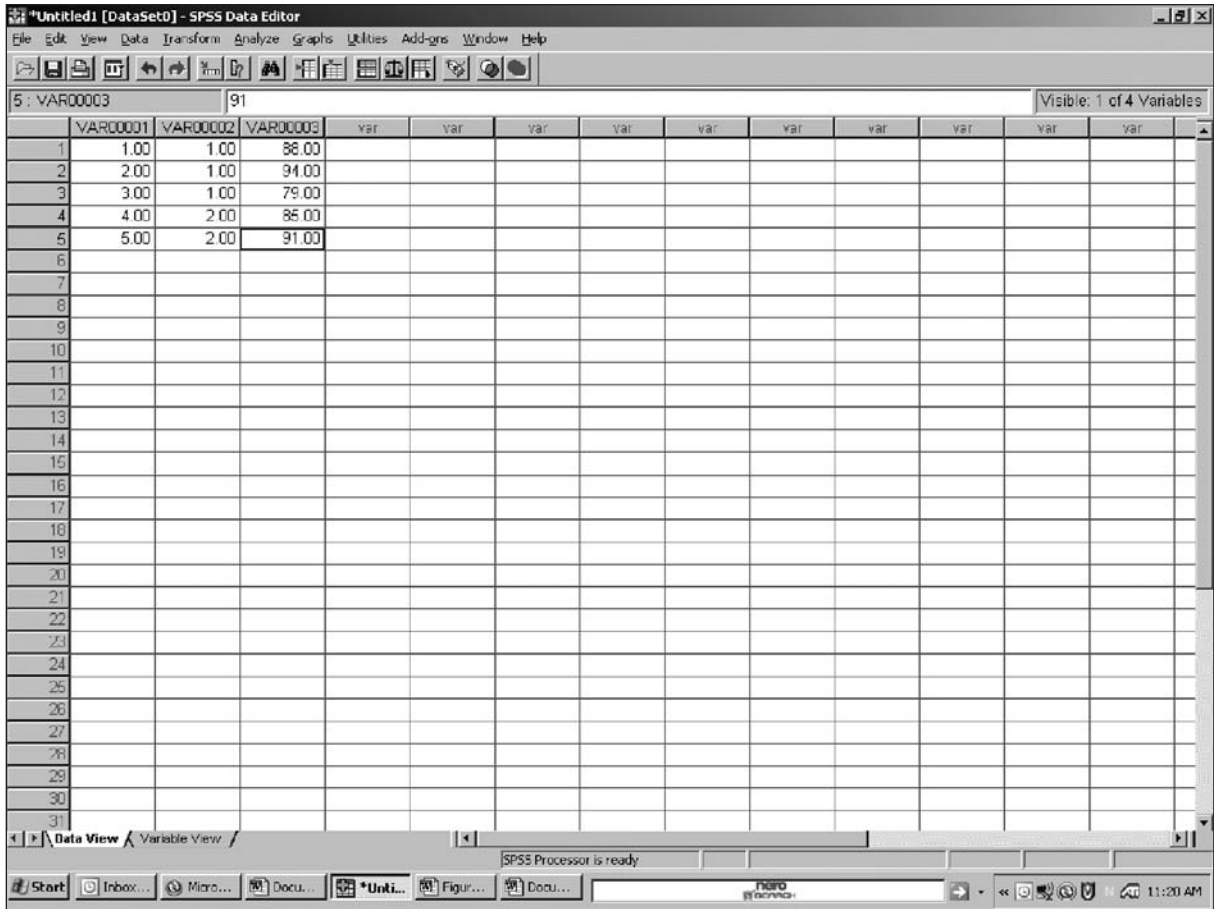 *Untitled1 [DataSet0] - SPSS Data Editor
File Edit View Data Transform Analyze Graphs Utilities Add-ons Window Help
5 : VAR00003 91 Visible: 1 of 4 Variables
VAR00001 VAR00002 VAR00003 var var var var var var var var var var
1 1.00 1.00 88.00
2 2.00 1.00 94.00
3 3.00 1.00 79.00
4 4.00 2.00 85.00
5 5.00 2.00 91.00
6
7
8
9
10
11
12
13
14
15
16
17
18
19
20
21
22
23
24
25
26
27
28
29
30
31
Data View Variable View
SPSS Processor is ready
Start Inbox... Micro... Docu... *Unti... Figur... Docu... nero SEARCH « 11:20 AM